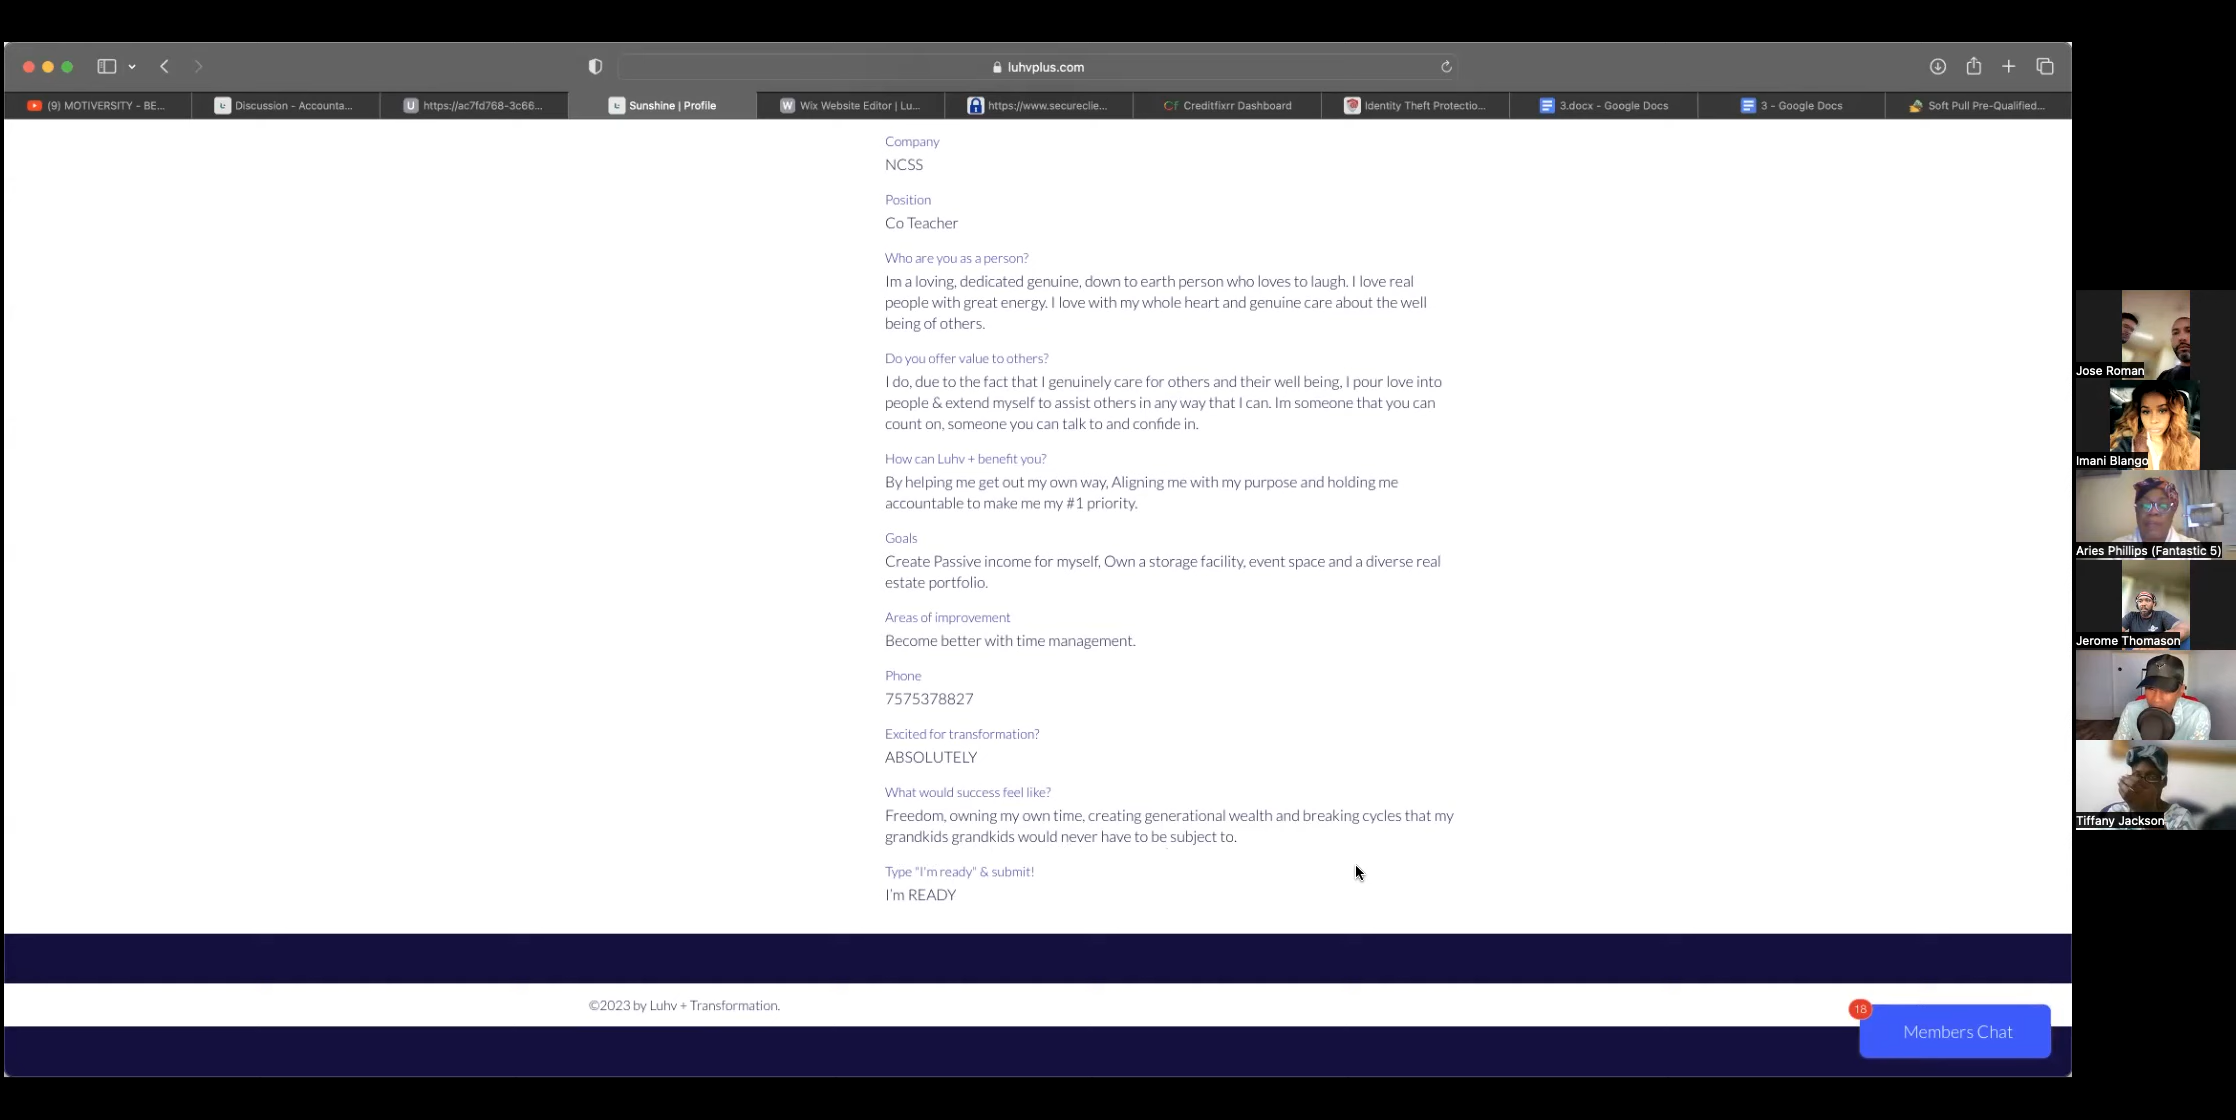 luhvplus.com
(9) MOTIVERSITY - BE...
Discussion - Accounta...
https://ac7fd768-3c66...
Sunshine | Profile
Wix Website Editor | Lu...
https://www.secureclie...
Creditfixrr Dashboard
Identity Theft Protectio...
3.docx - Google Docs
3 - Google Docs
Soft Pull Pre-Qualified...
Company
NCSS
Position
Co Teacher
Who are you as a person?
Im a loving, dedicated genuine, down to earth person who loves to laugh. I love real
people with great energy. I love with my whole heart and genuine care about the well
being of others.
Do you offer value to others?
I do, due to the fact that I genuinely care for others and their well being, I pour love into
people & extend myself to assist others in any way that I can. Im someone that you can
count on, someone you can talk to and confide in.
How can Luhv + benefit you?
By helping me get out my own way, Aligning me with my purpose and holding me
accountable to make me my #1 priority.
Goals
Create Passive income for myself, Own a storage facility, event space and a diverse real
estate portfolio.
Areas of improvement
Become better with time management.
Phone
7575378827
Excited for transformation?
ABSOLUTELY
What would success feel like?
Freedom, owning my own time, creating generational wealth and breaking cycles that my
grandkids grandkids would never have to be subject to.
Type "I'm ready" & submit!
I'm READY
©2023 by Luhv + Transformation.
18
Members Chat
Jose Roman
Imani Blango
Aries Phillips (Fantastic 5)
Jerome Thomason
Tiffany Jackson